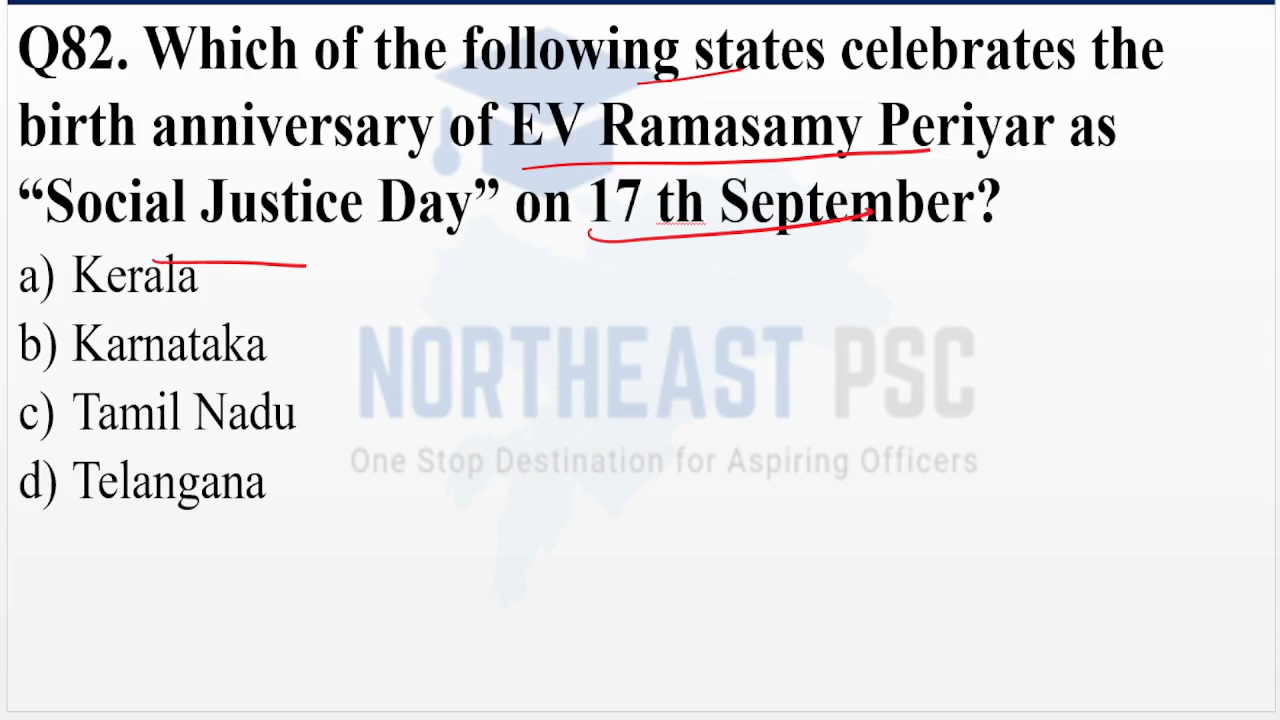 Q82. Which of the following states celebrates the
birth anniversary of EV Ramasamy Periyar as
“Social Justice Day” on 17 th September?
a) Kerala
b) Karnataka
c) Tamil Nadu
d) Telangana
NORTHEAST PSC
One Stop Destination for Aspiring Officers